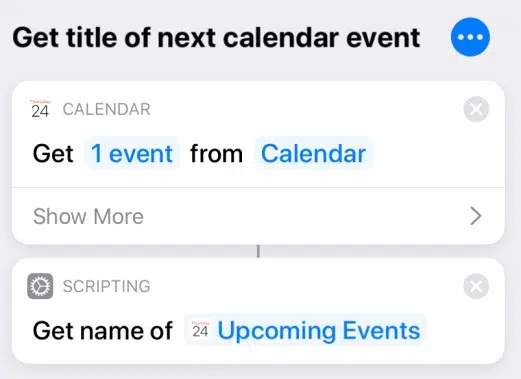 Get title of next calendar event
Thursday
24 CALENDAR
Get 1 event from Calendar
Show More
SCRIPTING
Get name of 24 Upcoming Events